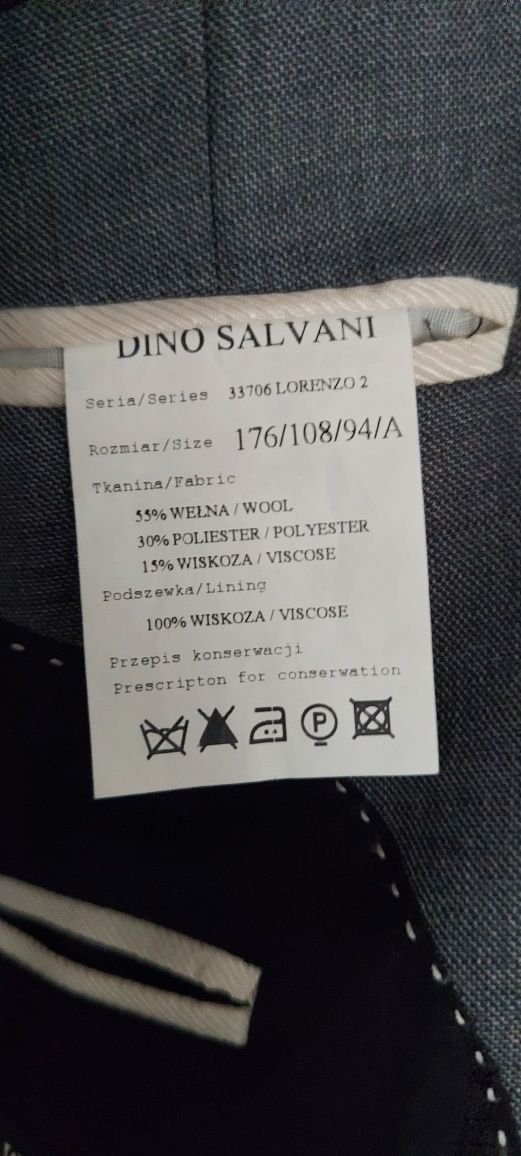 DINO SALVANI
Seria/Series 33706 LORENZO 2
Rozmiar/Size 176/108/94/A
Tkanina/Fabric
55% WEŁNA / WOOL
30% POLIESTER / POLYESTER
15% WISKOZA / VISCOSE
Podszewka/Lining
100% WISKOZA / VISCOSE
Przepis konserwacji
Prescripton for conserwation
P